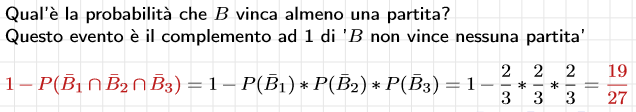 Qual'è la probabilità che B vinca almeno una partita?
Questo evento è il complemento ad 1 di 'B non vince nessuna partita'
1 − P(B̄₁ ∩ B̄₂ ∩ B̄₃) = 1 − P(B̄₁) ∗ P(B̄₂) ∗ P(B̄₃) = 1 − 2/3 ∗ 2/3 ∗ 2/3 = 19/27